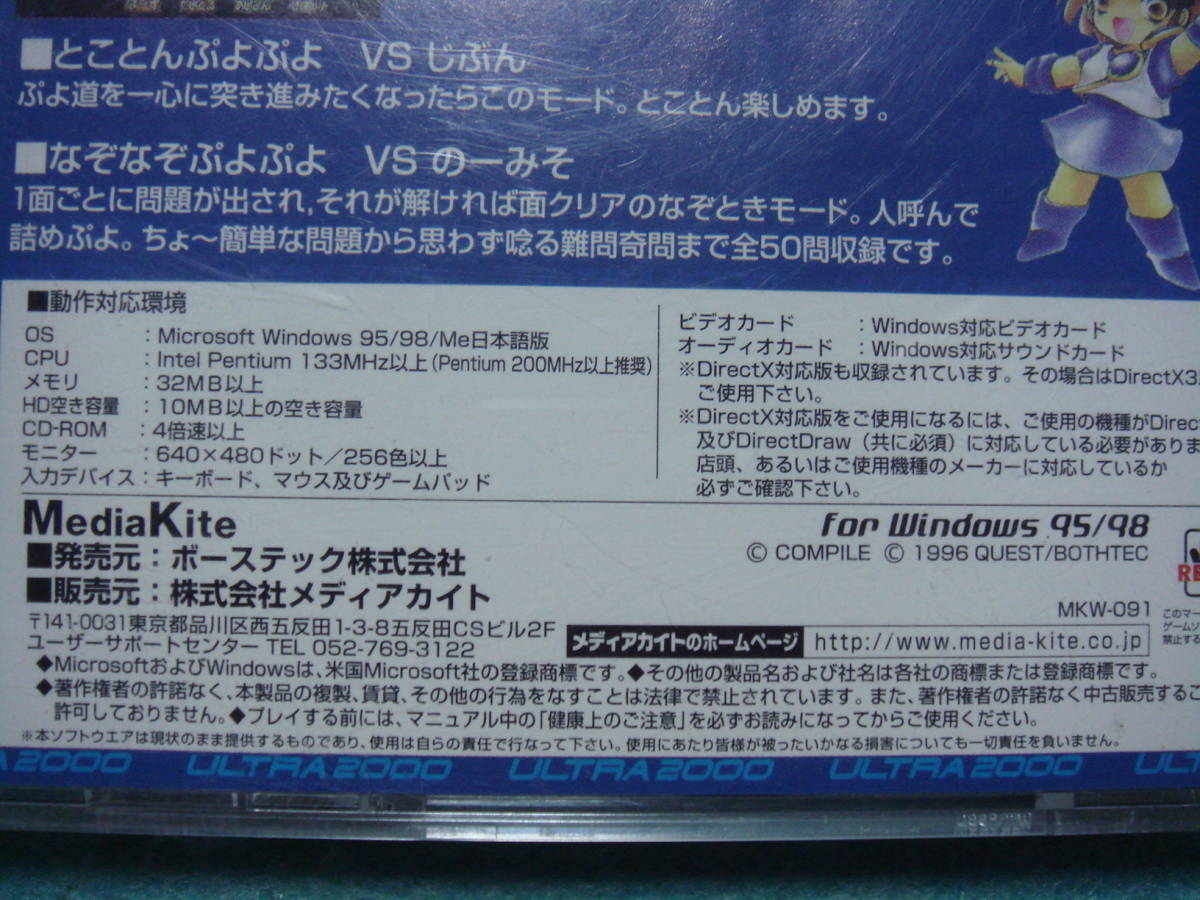 ■とことんぷよぷよ VS じぶん
ぷよ道を一心に突き進みたくなったらこのモード。とことん楽しめます。
■なぞなぞぷよぷよ VS のーみそ
1面ごとに問題が出され,それが解ければ面クリアのなぞときモード。人呼んで
詰めぷよ。ちょ〜簡単な問題から思わず唸る難問奇問まで全50問収録です。
■動作対応環境
OS :Microsoft Windows 95/98/Me日本語版
CPU :Intel Pentium 133MHz以上(Pentium 200MHz以上推奨)
メモリ :32MB以上
HD空き容量 :10MB以上の空き容量
CD-ROM :4倍速以上
モニター :640×480ドット/256色以上
入力デバイス:キーボード、マウス及びゲームパッド
ビデオカード :Windows対応ビデオカード
オーディオカード :Windows対応サウンドカード
※DirectX対応版も収録されています。その場合はDirectX3
ご使用下さい。
※DirectX対応版をご使用になるには、ご使用の機種がDirec
及びDirectDraw(共に必須)に対応している必要がありま
店頭、あるいはご使用機種のメーカーに対応しているか
必ずご確認下さい。
MediaKite
■発売元:ボーステック株式会社
■販売元:株式会社メディアカイト
for Windows 95/98
© COMPILE © 1996 QUEST/BOTHTEC
MKW-091
〒141-0031東京都品川区西五反田1-3-8五反田CSビル2F
ユーザーサポートセンター TEL 052-769-3122
メディアカイトのホームページ http://www.media-kite.co.jp
このマー
ゲームソ
禁止する
◆MicrosoftおよびWindowsは、米国Microsoft社の登録商標です。◆その他の製品名および社名は各社の商標または登録商標です。
◆著作権者の許諾なく、本製品の複製、賃貸、その他の行為をなすことは法律で禁止されています。また、著作権者の許諾なく中古販売するこ
許可しておりません。◆プレイする前には、マニュアル中の「健康上のご注意」を必ずお読みになってからご使用ください。
※本ソフトウエアは現状のまま提供するものであり、使用は自らの責任で行なって下さい。使用にあたり皆様が被ったいかなる損害についても一切責任を負いません。
A2000 ULTRA2000 ULTRA2000 ULTRA2000 ULT